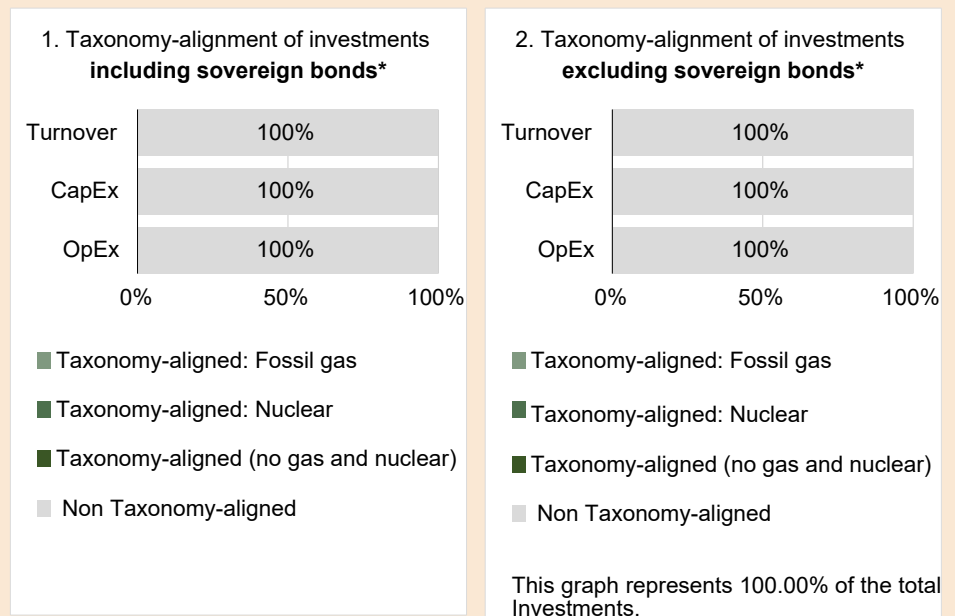 1. Taxonomy-alignment of investments
including sovereign bonds*
Turnover 100%
CapEx 100%
OpEx 100%
0% 50% 100%
Taxonomy-aligned: Fossil gas
Taxonomy-aligned: Nuclear
Taxonomy-aligned (no gas and nuclear)
Non Taxonomy-aligned
2. Taxonomy-alignment of investments
excluding sovereign bonds*
Turnover 100%
CapEx 100%
OpEx 100%
0% 50% 100%
Taxonomy-aligned: Fossil gas
Taxonomy-aligned: Nuclear
Taxonomy-aligned (no gas and nuclear)
Non Taxonomy-aligned
This graph represents 100.00% of the total
Investments.